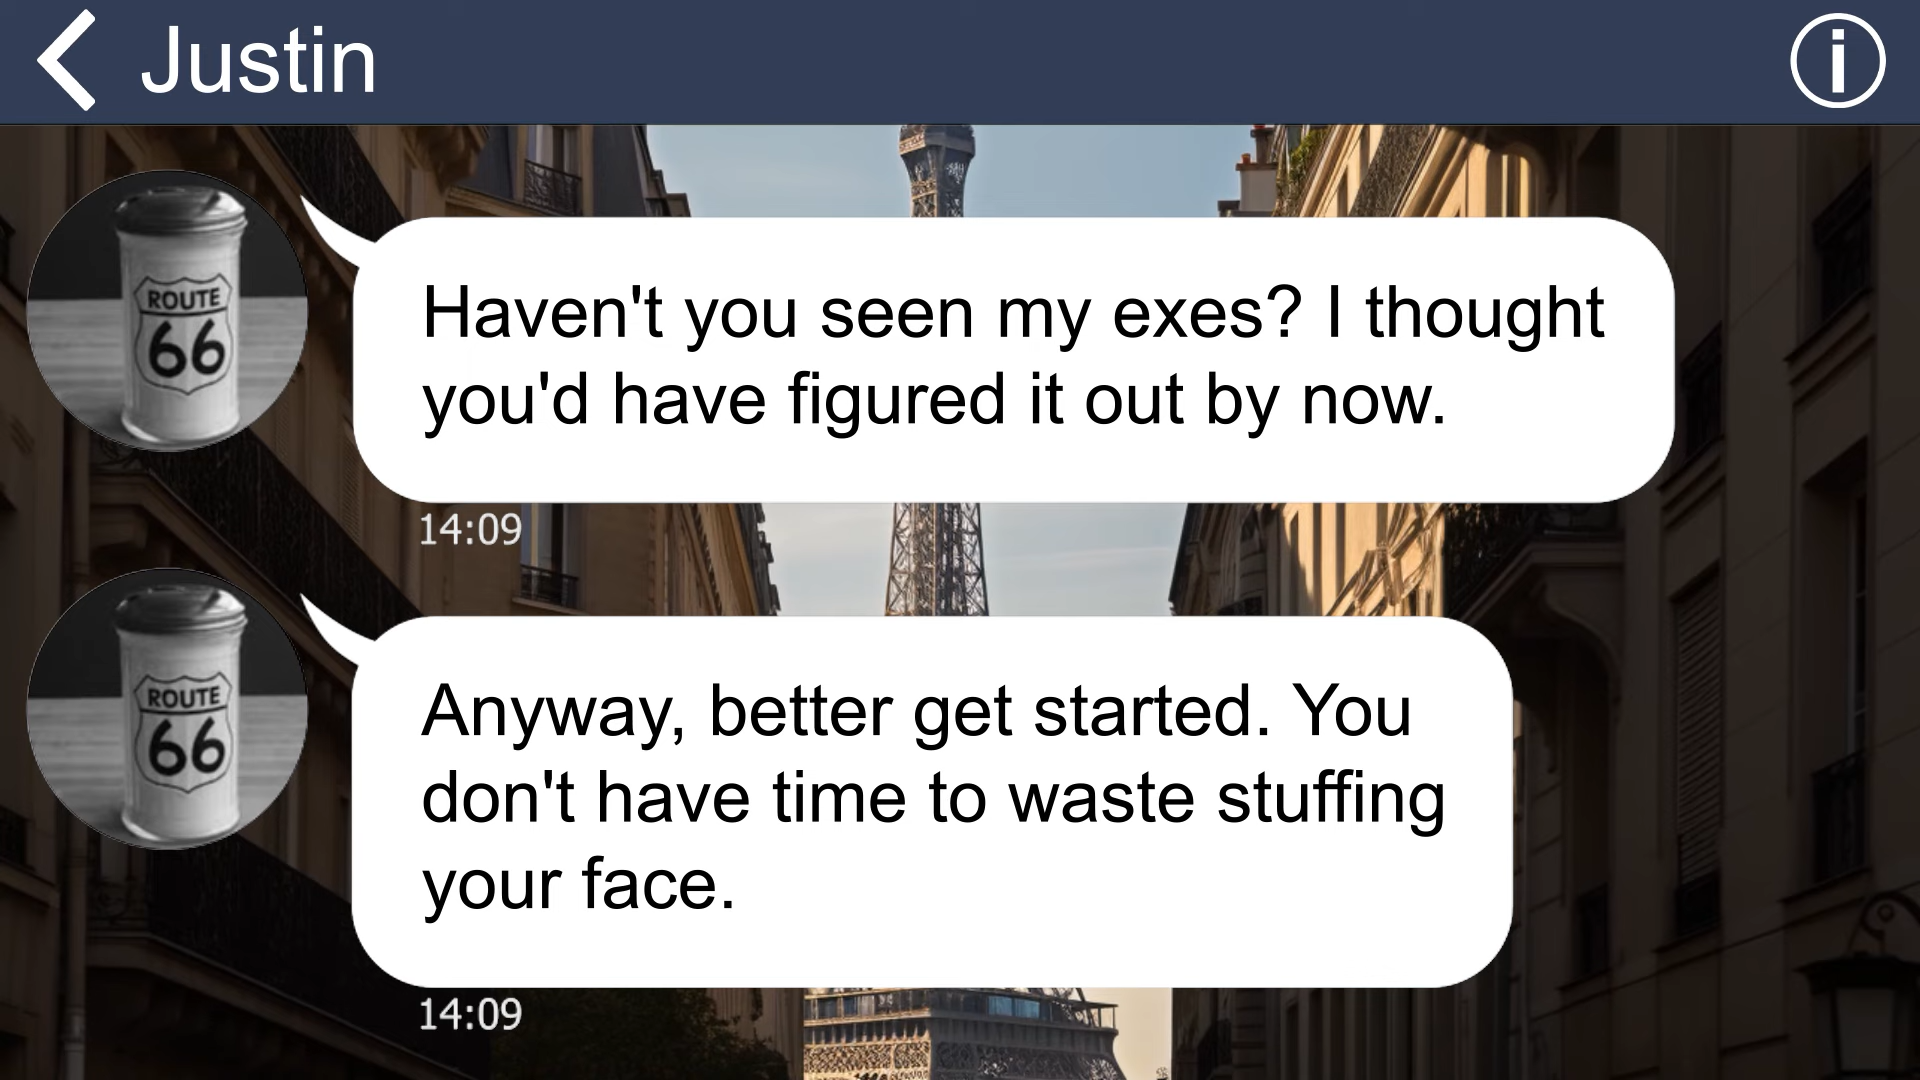 Justin
ROUTE
66
Haven't you seen my exes? I thought
you'd have figured it out by now.
14:09
ROUTE
66
Anyway, better get started. You
don't have time to waste stuffing
your face.
14:09